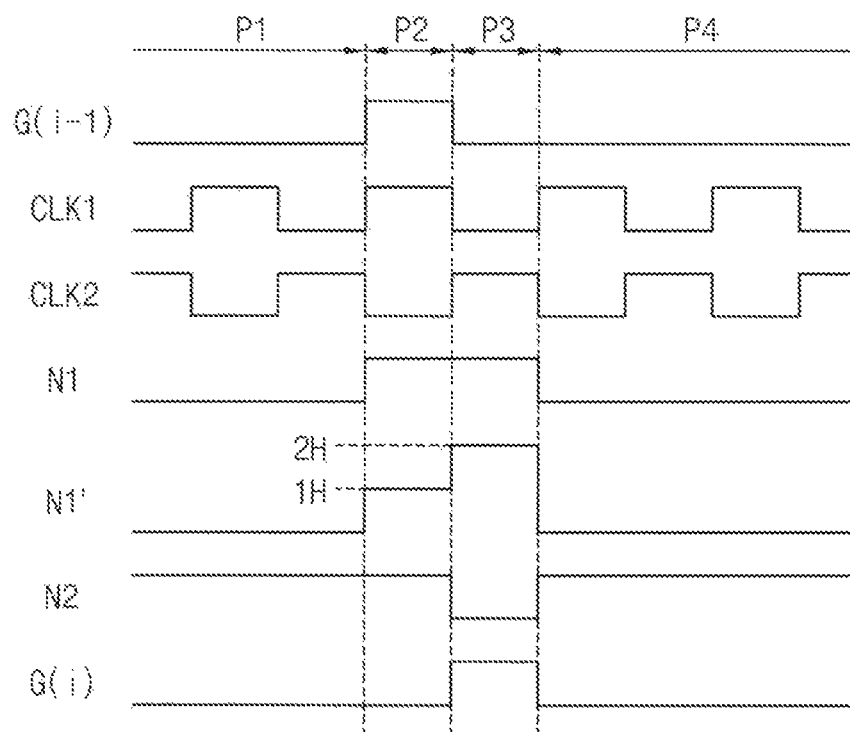 P1 P2 P3 P4
G(i-1)
CLK1
CLK2
N1
2H
1H
N1'
N2
G(i)